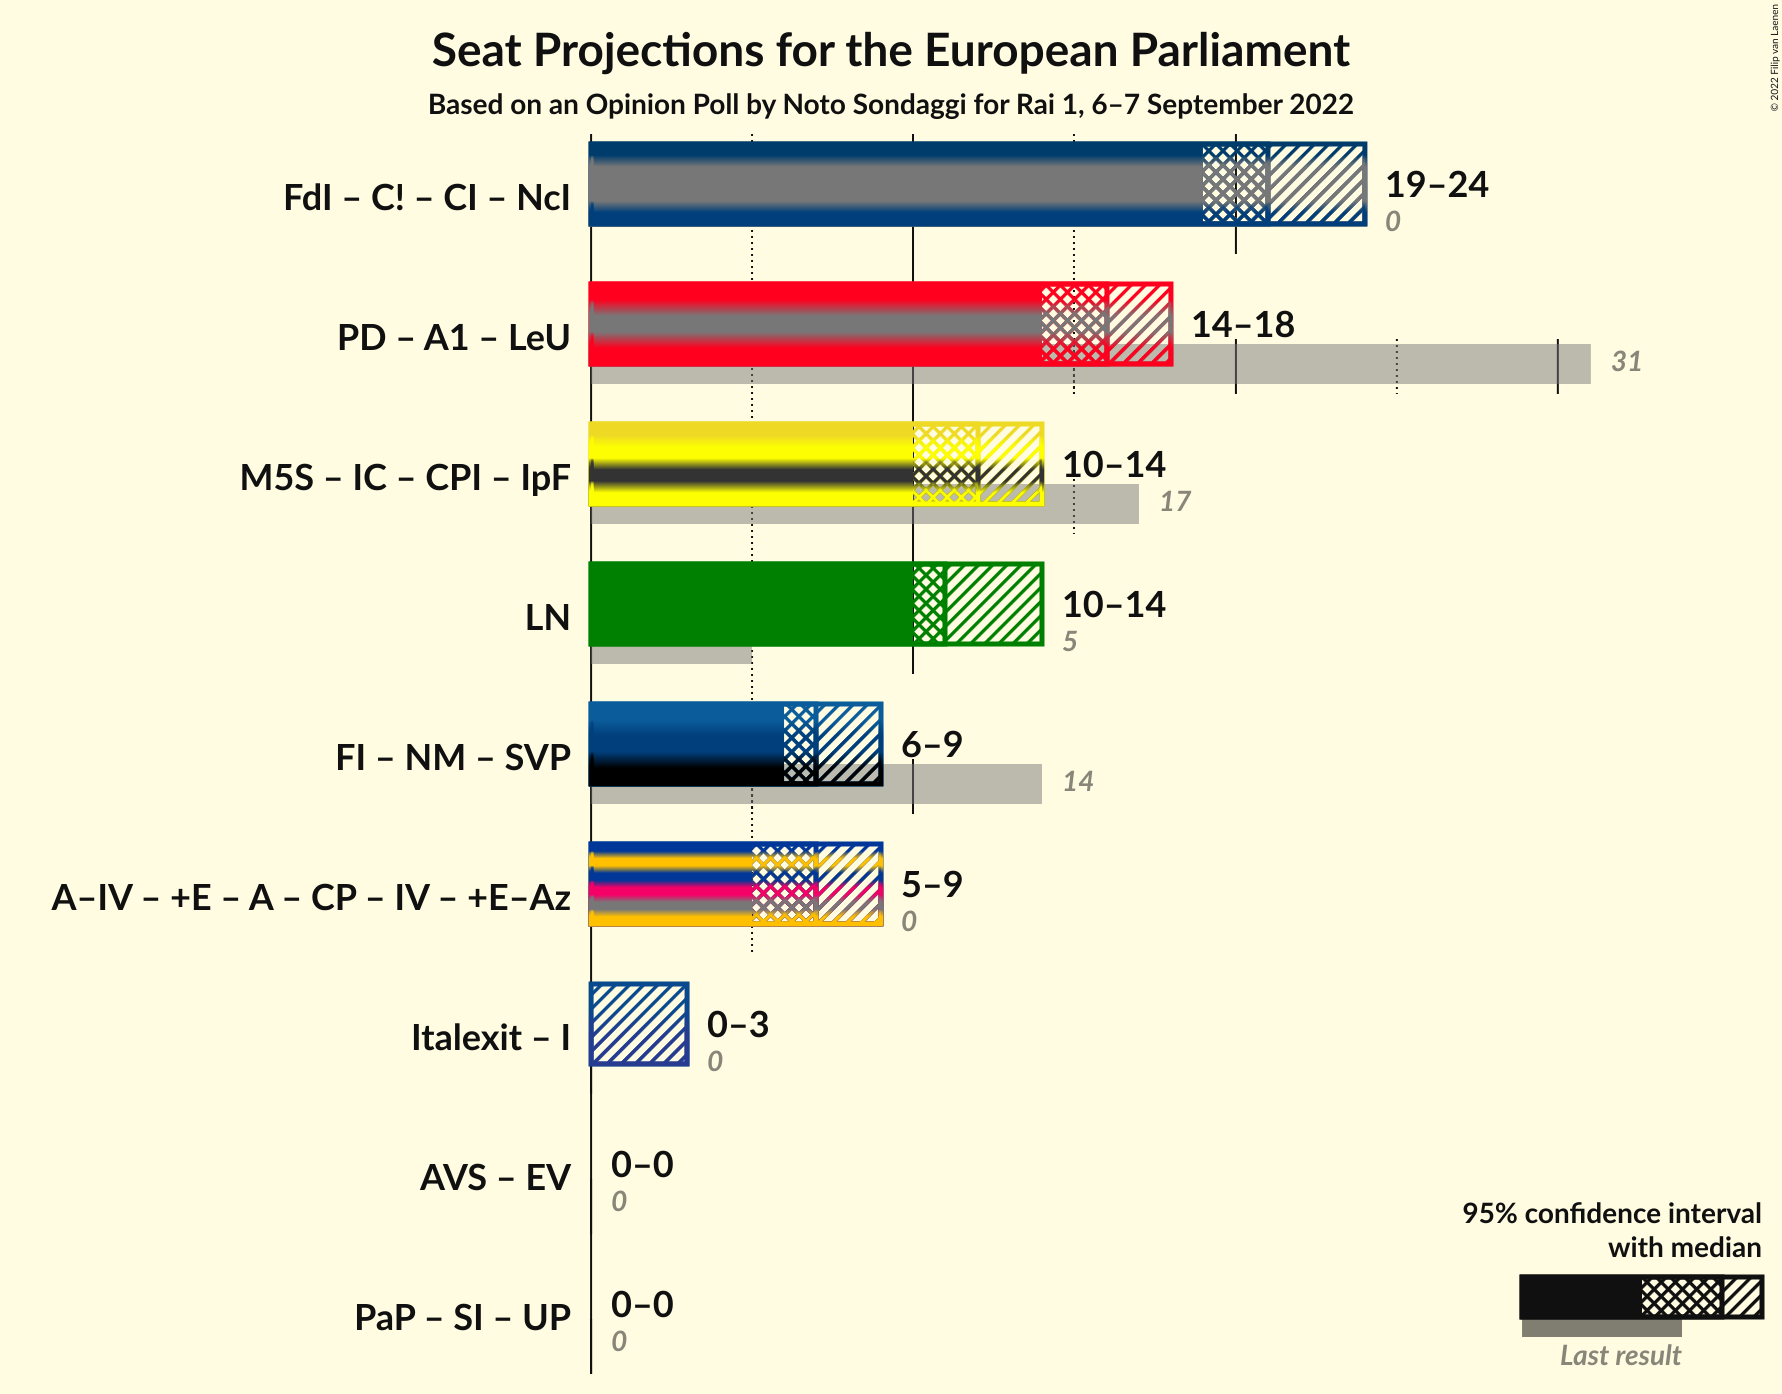 Seat Projections for the European Parliament
Based on an Opinion Poll by Noto Sondaggi for Rai 1, 6–7 September 2022
© 2022 Filip van Laenen
FdI – C! – CI – NcI
19–24
0
PD – A1 – LeU
14–18
31
M5S – IC – CPI – IpF
10–14
17
LN
10–14
5
FI – NM – SVP
6–9
14
A–IV – +E – A – CP – IV – +E–Az
5–9
0
Italexit – I
0–3
0
AVS – EV
0–0
0
PaP – SI – UP
0–0
0
95% confidence interval
with median
Last result